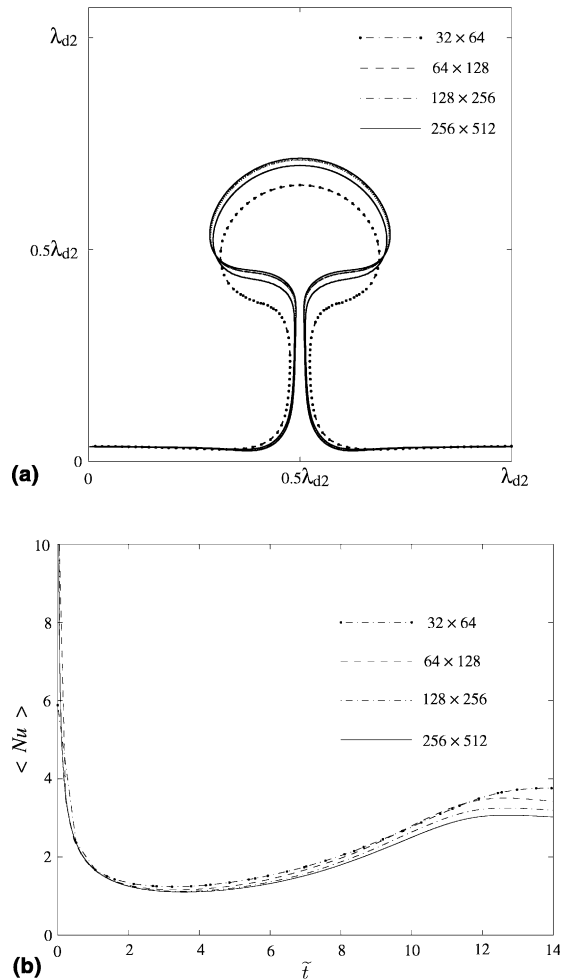 (a)
λd2
0.5λd2
0
0 0.5λd2 λd2
32 × 64
64 × 128
128 × 256
256 × 512
(b)
< Nu >
10
8
6
4
2
0
0 2 4 6 8 10 12 14
t̃
32 × 64
64 × 128
128 × 256
256 × 512